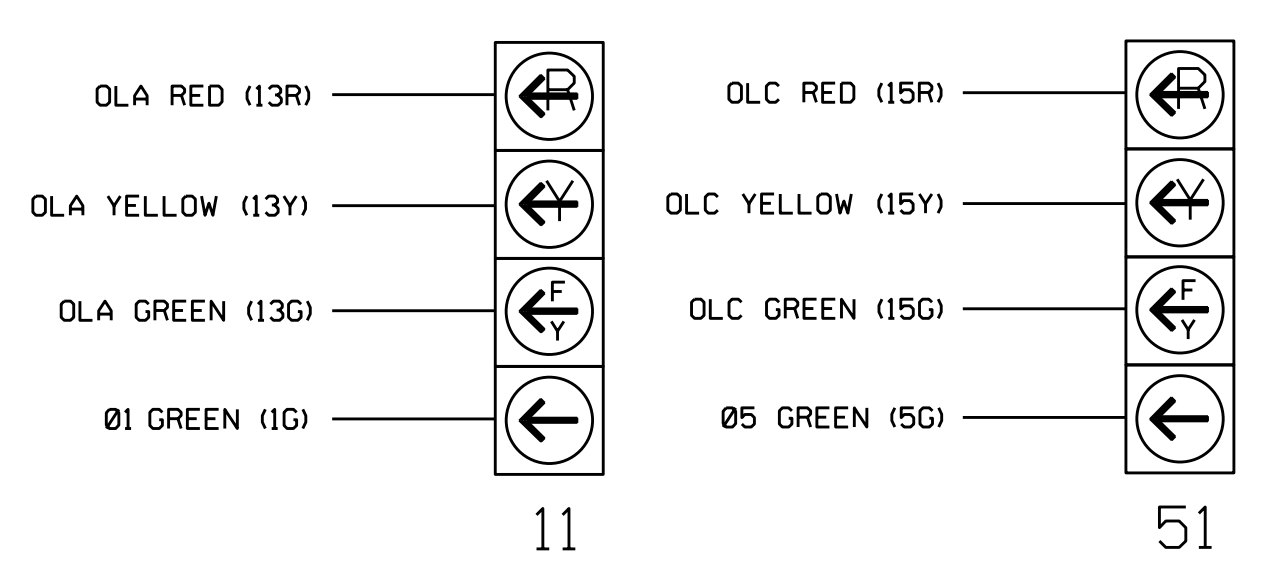 OLA RED (13R)
R
OLA YELLOW (13Y)
Y
OLA GREEN (13G)
F
Y
Ø1 GREEN (1G)
11
OLC RED (15R)
R
OLC YELLOW (15Y)
Y
OLC GREEN (15G)
F
Y
Ø5 GREEN (5G)
51